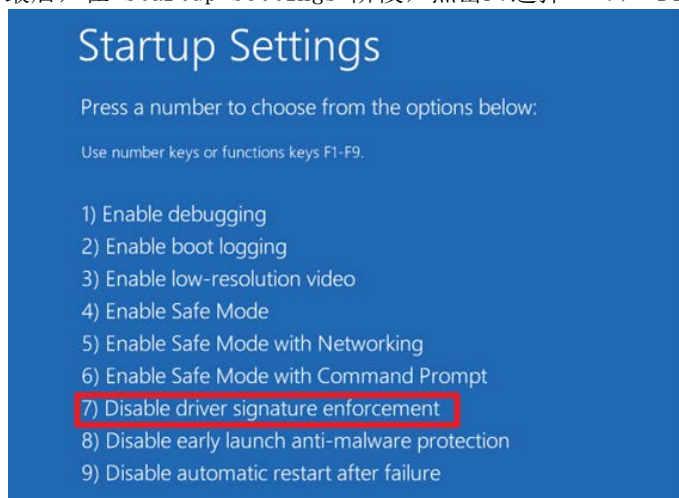 Startup Settings
Press a number to choose from the options below:
Use number keys or functions keys F1-F9.
1) Enable debugging
2) Enable boot logging
3) Enable low-resolution video
4) Enable Safe Mode
5) Enable Safe Mode with Networking
6) Enable Safe Mode with Command Prompt
7) Disable driver signature enforcement
8) Disable early launch anti-malware protection
9) Disable automatic restart after failure